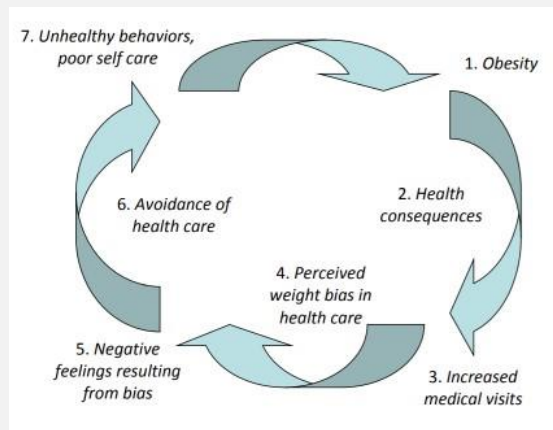 1. Obesity
2. Health
consequences
3. Increased
medical visits
4. Perceived
weight bias in
health care
5. Negative
feelings resulting
from bias
6. Avoidance of
health care
7. Unhealthy behaviors,
poor self care